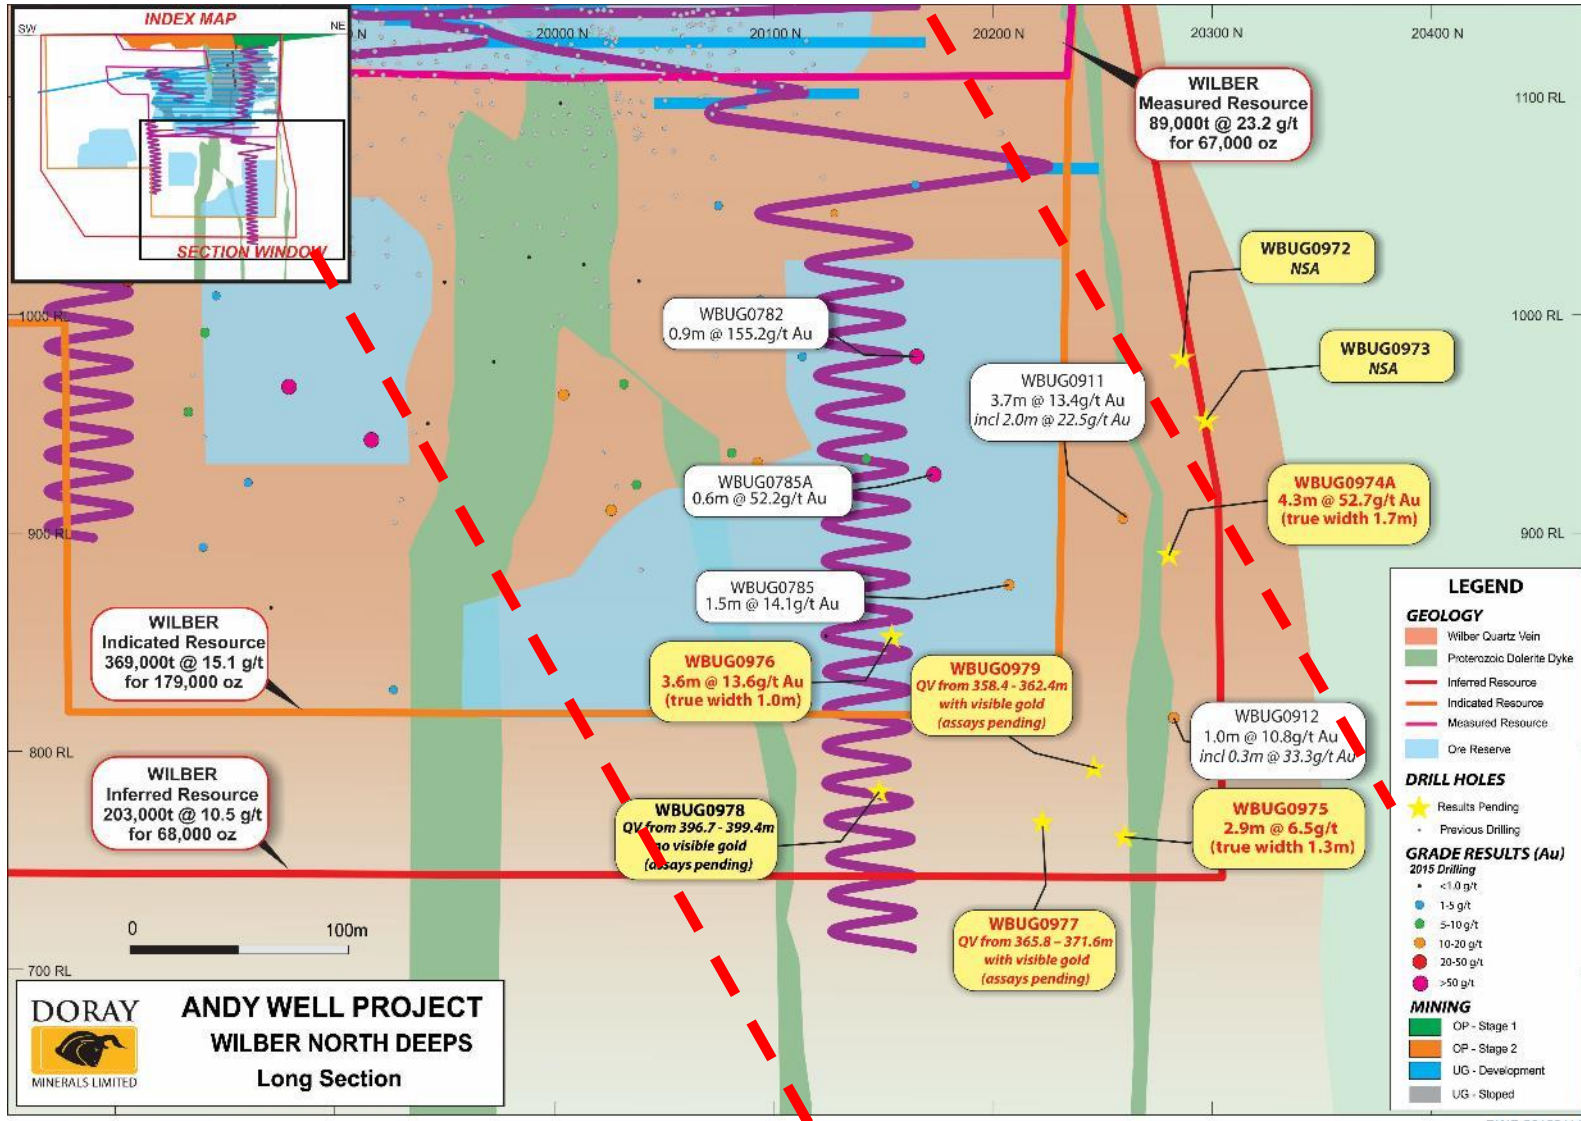 INDEX MAP
SW
NE
SECTION WINDOW
N
20000 N
20100 N
20200 N
20300 N
20400 N
1100 RL
1000 RL
1000 RL
900 RL
900 RL
800 RL
700 RL
WILBER
Measured Resource
89,000t @ 23.2 g/t
for 67,000 oz
WBUG0972
NSA
WBUG0973
NSA
WBUG0782
0.9m @ 155.2g/t Au
WBUG0911
3.7m @ 13.4g/t Au
incl 2.0m @ 22.5g/t Au
WBUG0785A
0.6m @ 52.2g/t Au
WBUG0974A
4.3m @ 52.7g/t Au
(true width 1.7m)
WBUG0785
1.5m @ 14.1g/t Au
WILBER
Indicated Resource
369,000t @ 15.1 g/t
for 179,000 oz
WBUG0976
3.6m @ 13.6g/t Au
(true width 1.0m)
WBUG0979
QV from 358.4 - 362.4m
with visible gold
(assays pending)
WBUG0912
1.0m @ 10.8g/t Au
incl 0.3m @ 33.3g/t Au
WILBER
Inferred Resource
203,000t @ 10.5 g/t
for 68,000 oz
WBUG0978
QV from 396.7 - 399.4m
no visible gold
(assays pending)
WBUG0975
2.9m @ 6.5g/t
(true width 1.3m)
WBUG0977
QV from 365.8 – 371.6m
with visible gold
(assays pending)
0
100m
DORAY
MINERALS LIMITED
ANDY WELL PROJECT
WILBER NORTH DEEPS
Long Section
LEGEND
GEOLOGY
Wilber Quartz Vein
Proterozoic Dolerite Dyke
Inferred Resource
Indicated Resource
Measured Resource
Ore Reserve
DRILL HOLES
Results Pending
Previous Drilling
GRADE RESULTS (Au)
2015 Drilling
<1.0 g/t
1-5 g/t
5-10 g/t
10-20 g/t
20-50 g/t
>50 g/t
MINING
OP - Stage 1
OP - Stage 2
UG - Development
UG - Stoped